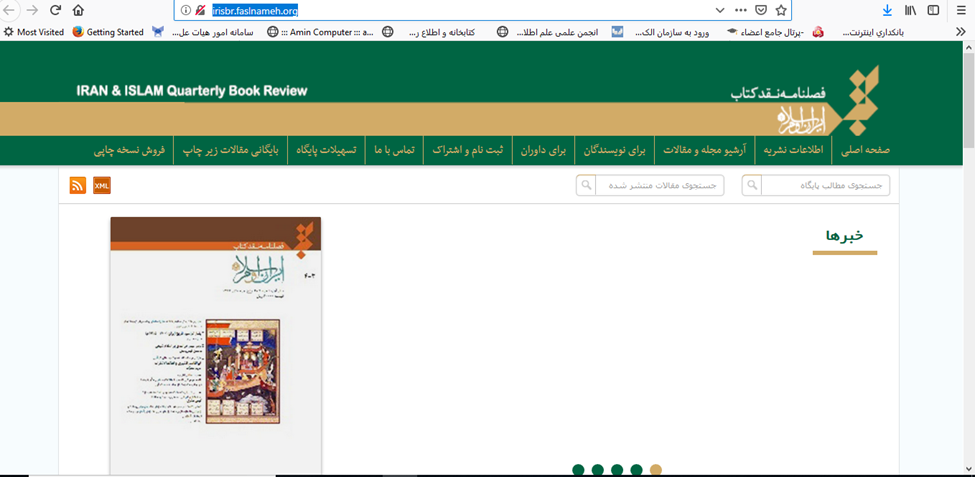 irisbr.faslnameh.org
Most Visited
Getting Started
سامانه امور هیات عل...
::: Amin Computer ::: a...
کتابخانه و اطلاع ر...
انجمن علمی علم اطلا...
ورود به سازمان الک...
-پرتال جامع اعضاء
بانکداري اینترنت...
IRAN & ISLAM Quarterly Book Review
فصلنامه نقد کتاب
ایران و اسلام
صفحه اصلی
اطلاعات نشریه
آرشیو مجله و مقالات
برای نویسندگان
برای داوران
ثبت نام و اشتراک
تماس با ما
تسهیلات پایگاه
بایگانی مقالات زیر چاپ
فروش نسخه چاپی
جستجوی مطالب پایگاه
جستجوی مقالات منتشر شده
XML
خبرها
فصلنامه نقد کتاب
ایران و اسلام